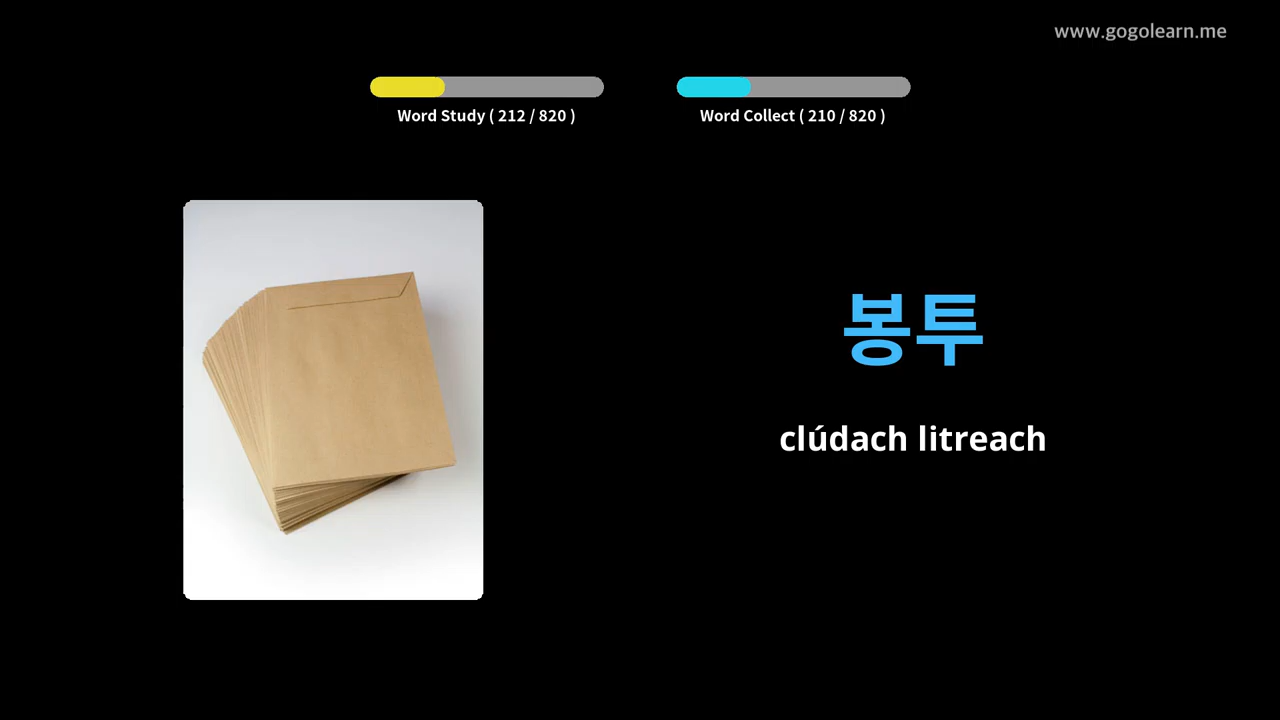 www.gogolearn.me
Word Study ( 212 / 820 )
Word Collect ( 210 / 820 )
봉투
clúdach litreach